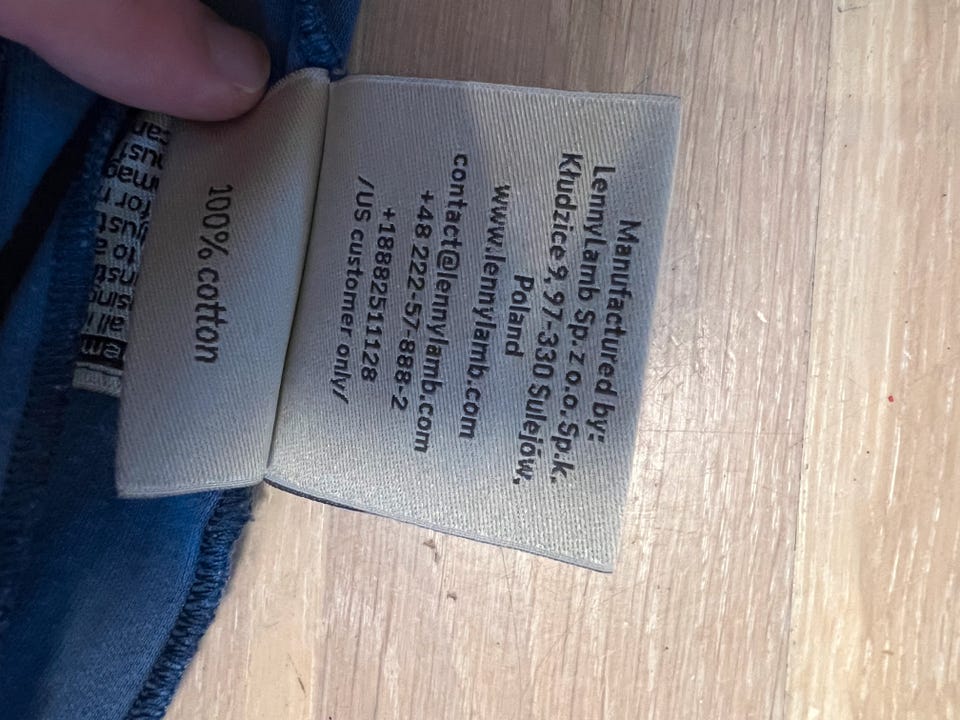 Manufactured by:
LennyLamb Sp. z o.o. Sp.k.
Kłudzice 9, 97-330 Sulejów,
Poland
www.lennylamb.com
contact@lennylamb.com
+48 222-57-888-2
+18882511128
/US customer only/
100% cotton